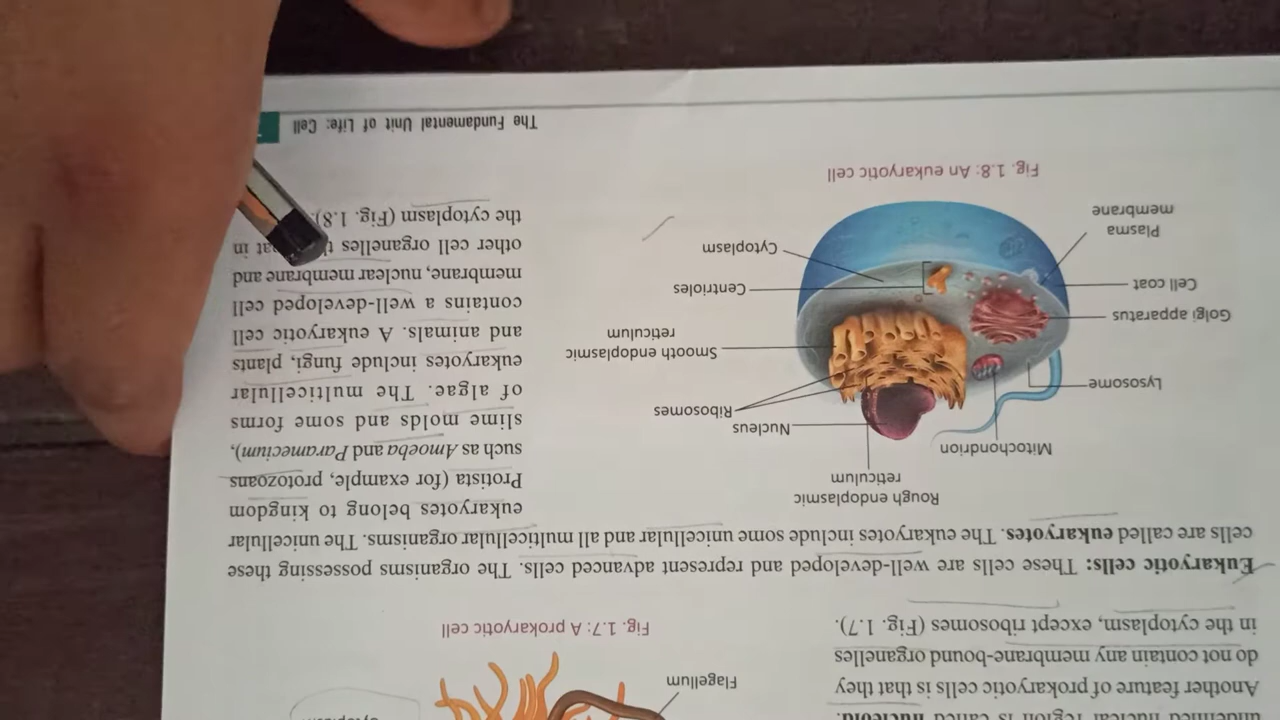 undefined nuclear region is called nucleoid.
Another feature of prokaryotic cells is that they
do not contain any membrane-bound organelles
in the cytoplasm, except ribosomes (Fig. 1.7).
Flagellum
Fig. 1.7: A prokaryotic cell
Eukaryotic cells: These cells are well-developed and represent advanced cells. The organisms possessing these
cells are called eukaryotes. The eukaryotes include some unicellular and all multicellular organisms. The unicellular
eukaryotes belong to kingdom
Protista (for example, protozoans
such as Amoeba and Paramecium),
slime molds and some forms
of algae. The multicellular
eukaryotes include fungi, plants
and animals. A eukaryotic cell
contains a well-developed cell
membrane, nuclear membrane and
other cell organelles in
the cytoplasm (Fig. 1.8).
Rough endoplasmic
reticulum
Mitochondrion
Nucleus
Ribosomes
Lysosome
Smooth endoplasmic
reticulum
Golgi apparatus
Centrioles
Cell coat
Cytoplasm
Plasma
membrane
Fig. 1.8: An eukaryotic cell
The Fundamental Unit of Life: Cell